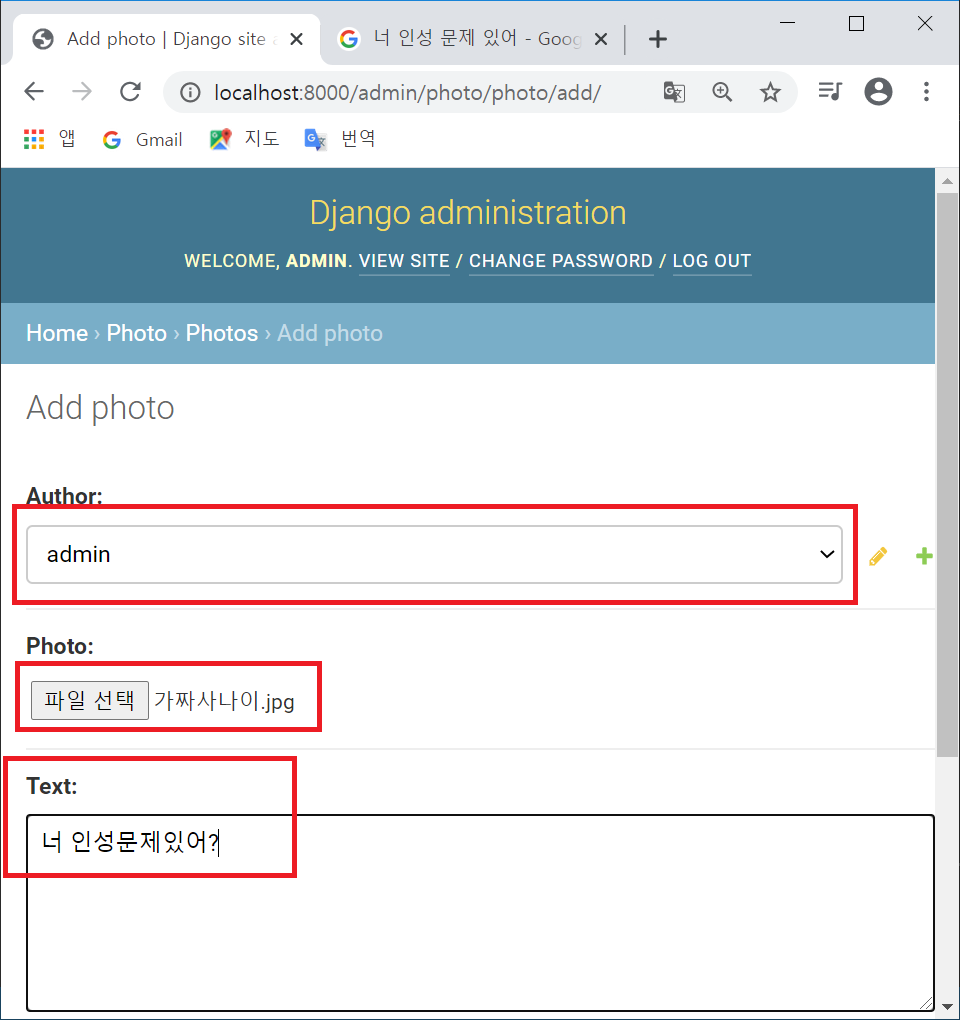 Add photo | Django site
너 인성 문제 있어 - Goog
localhost:8000/admin/photo/photo/add/
앱 Gmail 지도 번역
Django administration
WELCOME, ADMIN. VIEW SITE / CHANGE PASSWORD / LOG OUT
Home › Photo › Photos › Add photo
Add photo
Author:
admin
Photo:
파일 선택 가짜사나이.jpg
Text:
너 인성문제있어?